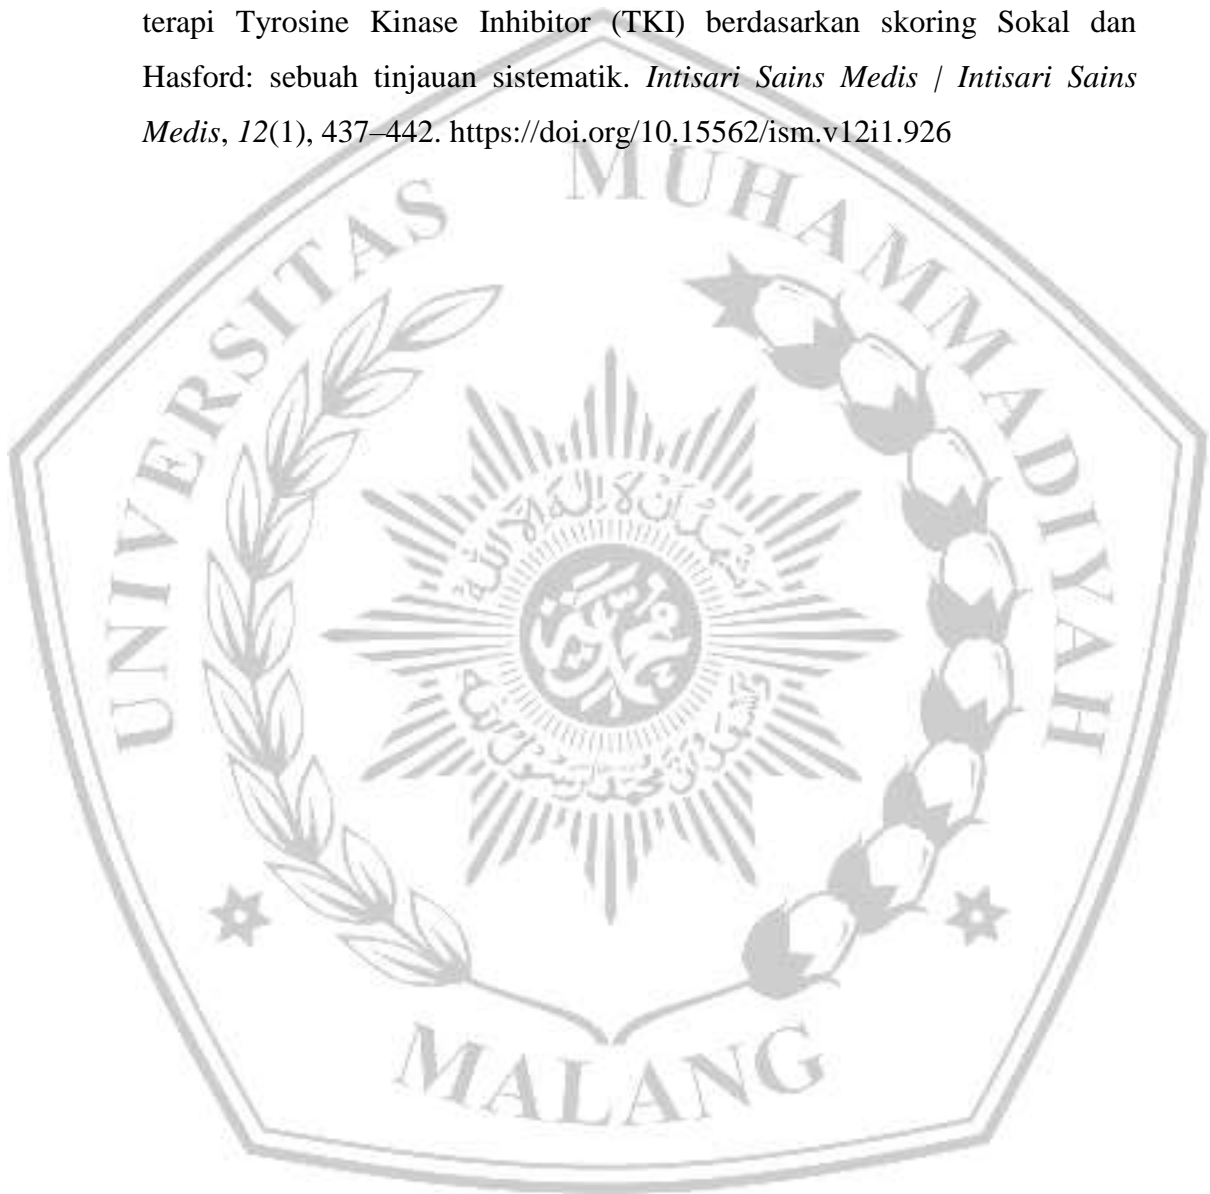 terapi Tyrosine Kinase Inhibitor (TKI) berdasarkan skoring Sokal dan
Hasford: sebuah tinjauan sistematik. Intisari Sains Medis | Intisari Sains
Medis, 12(1), 437–442. https://doi.org/10.15562/ism.v12i1.926
UNIVERSITAS MUHAMMADIYAH
MALANG